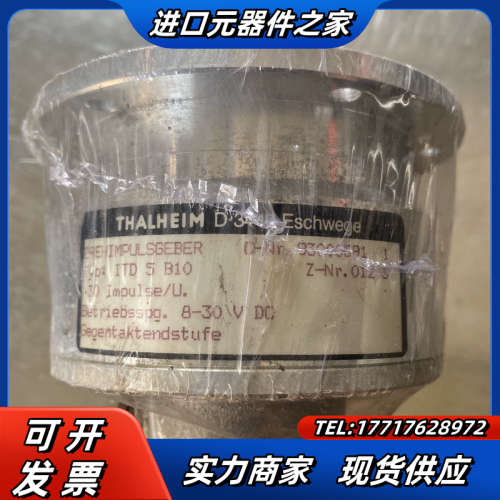 进口元器件之家
THALHEIM Eschwege
IMPULSGEBER
ITD 5 B10 Z-Nr.
Impulse/U.
Betriebsspg. 8-30 V DC
Gegentaktendstufe
TEL:17717628972
可开
发票
实力商家 现货供应